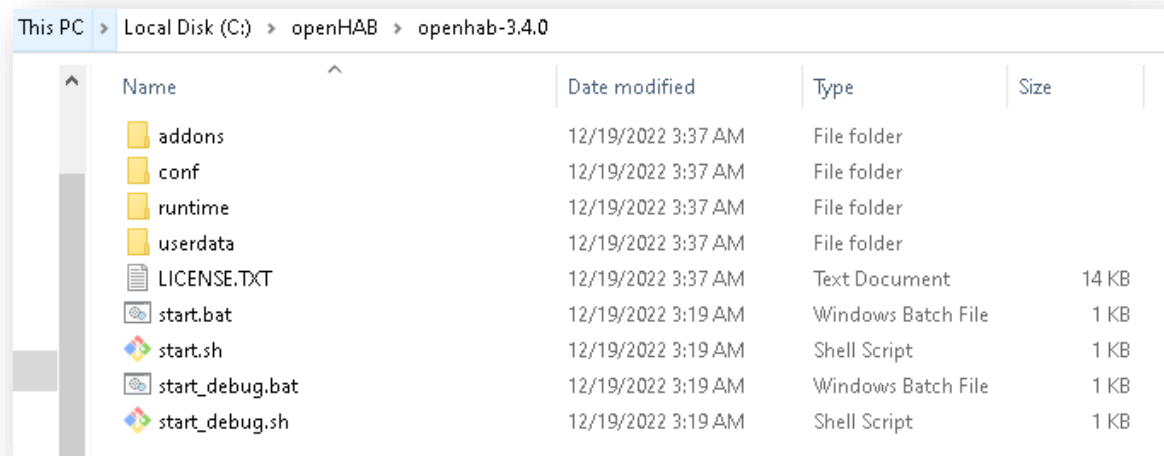 This PC > Local Disk (C:) > openHAB > openhab-3.4.0
Name Date modified Type Size
addons 12/19/2022 3:37 AM File folder
conf 12/19/2022 3:37 AM File folder
runtime 12/19/2022 3:37 AM File folder
userdata 12/19/2022 3:37 AM File folder
LICENSE.TXT 12/19/2022 3:37 AM Text Document 14 KB
start.bat 12/19/2022 3:19 AM Windows Batch File 1 KB
start.sh 12/19/2022 3:19 AM Shell Script 1 KB
start_debug.bat 12/19/2022 3:19 AM Windows Batch File 1 KB
start_debug.sh 12/19/2022 3:19 AM Shell Script 1 KB